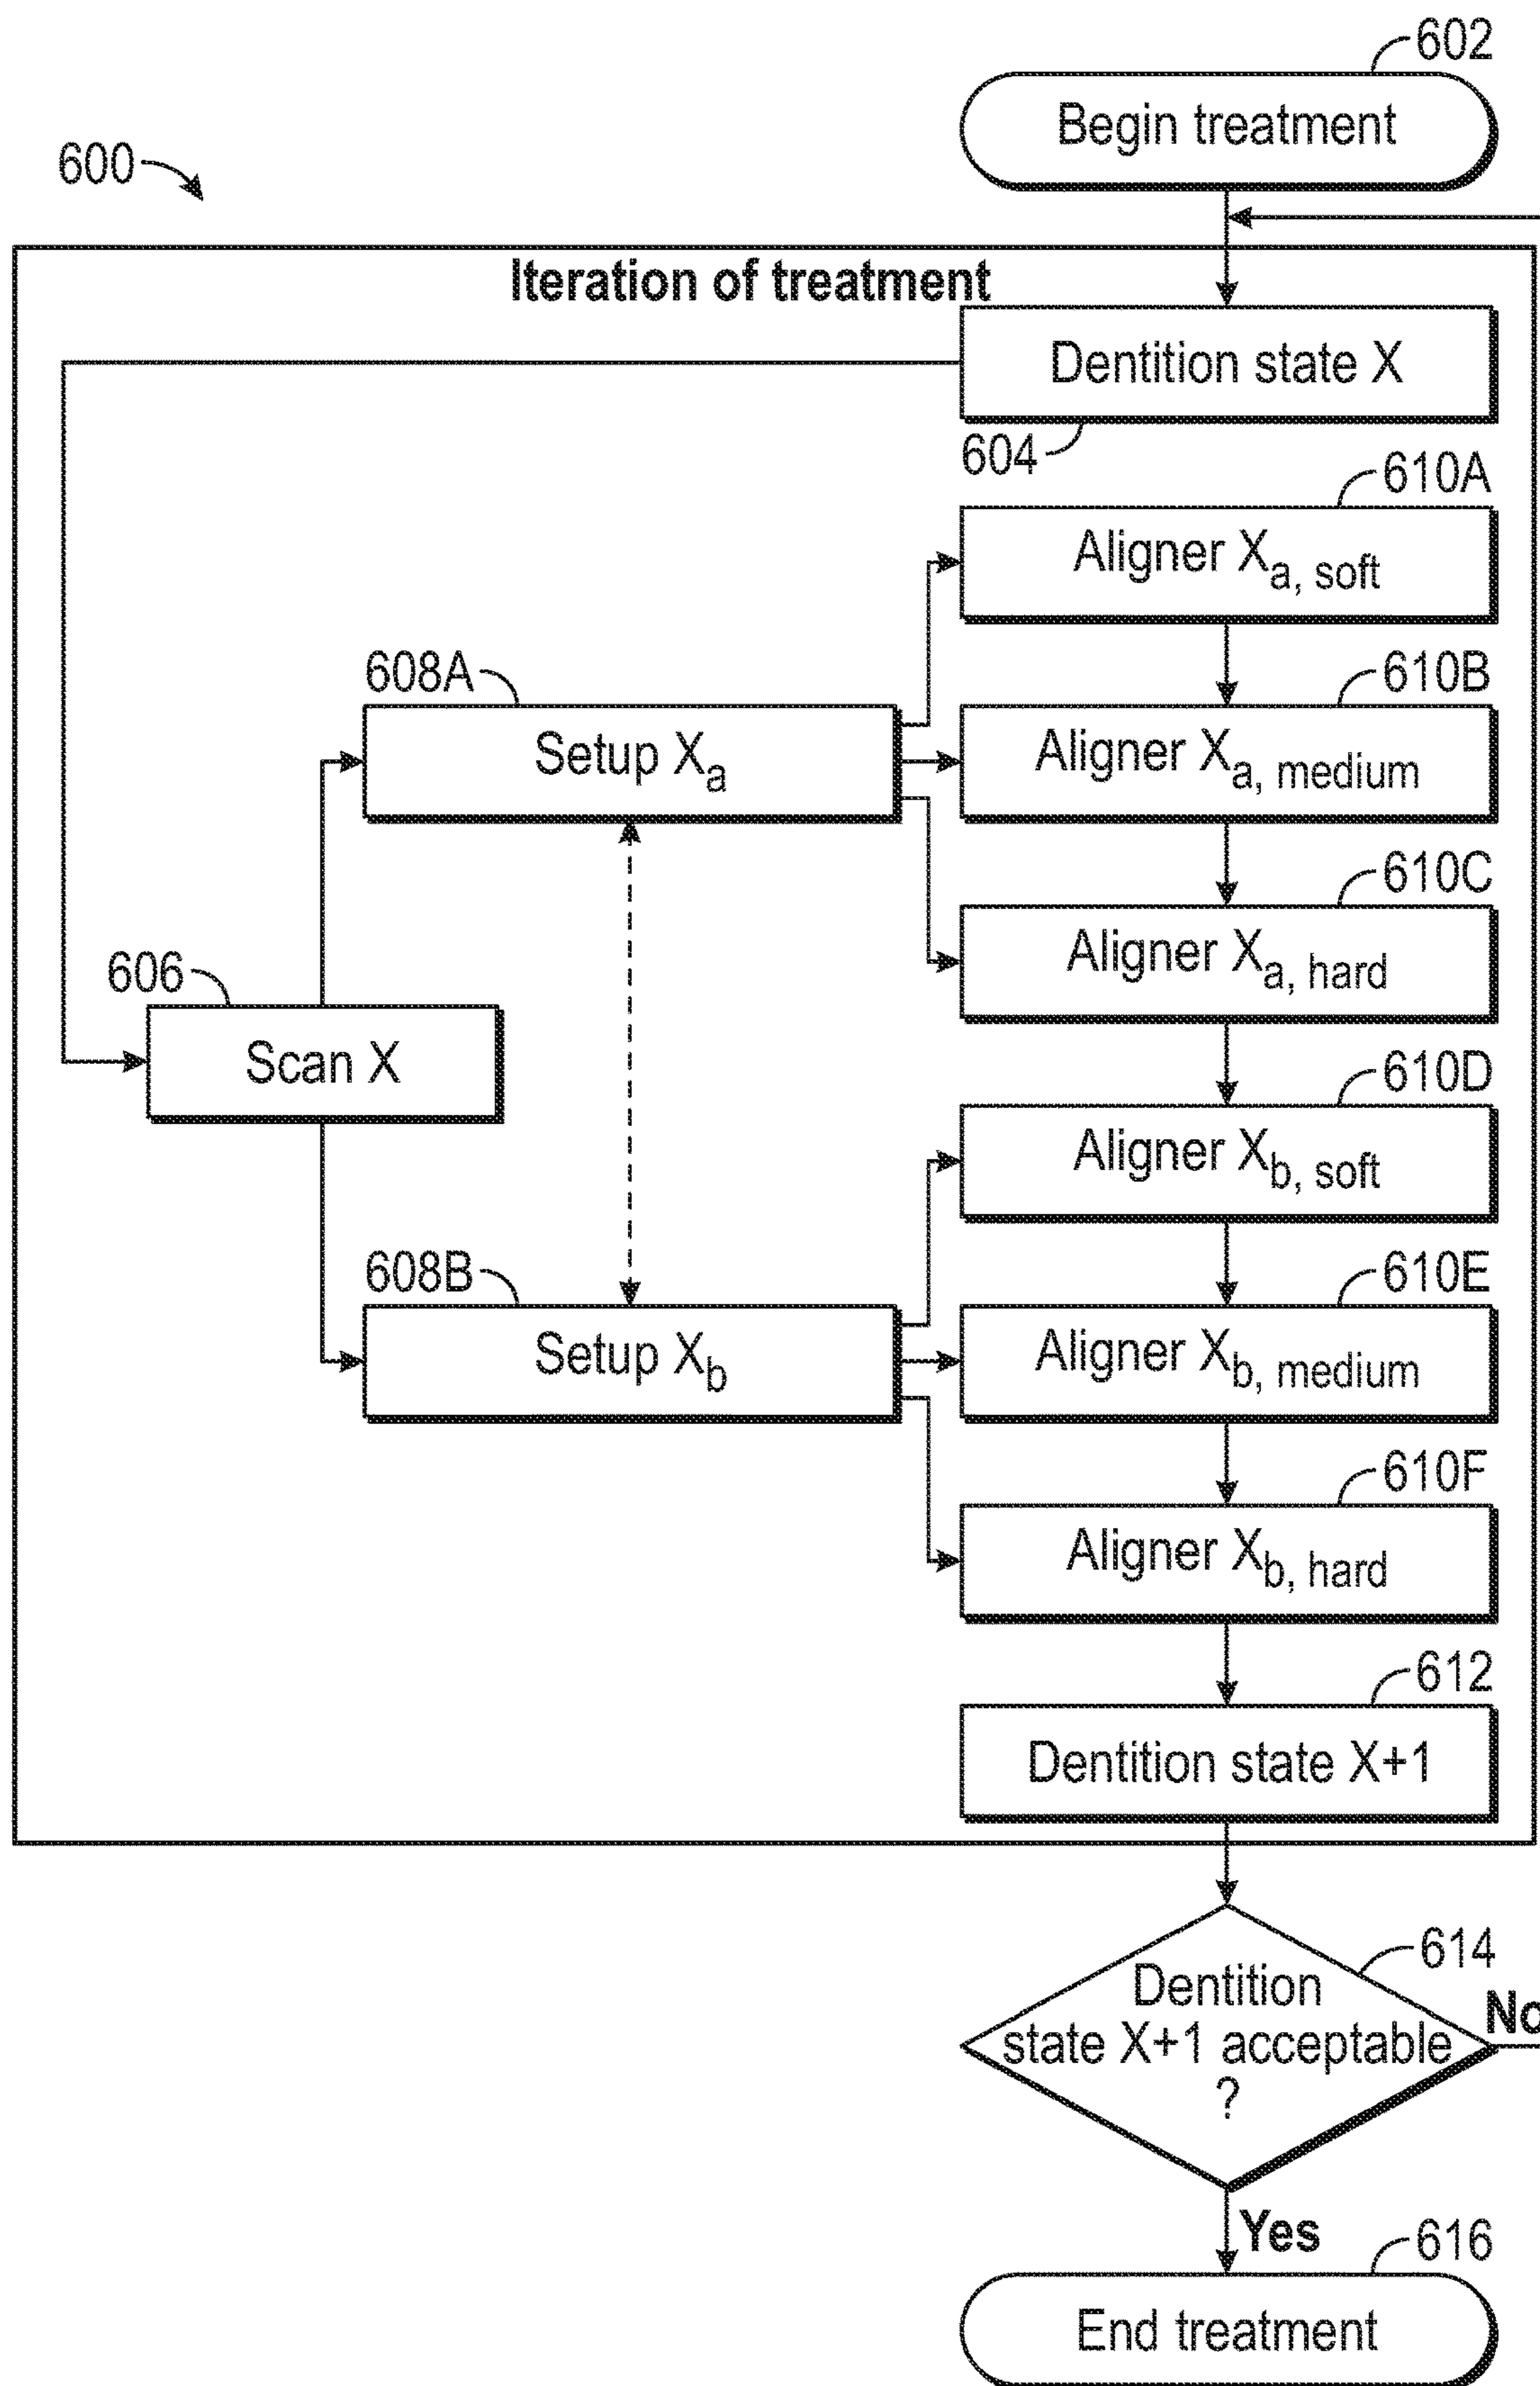 602
Begin treatment
600
Iteration of treatment
Dentition state X
604
610A
Aligner Xa, soft
608A
610B
Setup Xa
Aligner Xa, medium
610C
Aligner Xa, hard
606
Scan X
610D
Aligner Xb, soft
608B
610E
Setup Xb
Aligner Xb, medium
610F
Aligner Xb, hard
612
Dentition state X+1
614
Dentition
state X+1 acceptable
?
No
Yes
616
End treatment